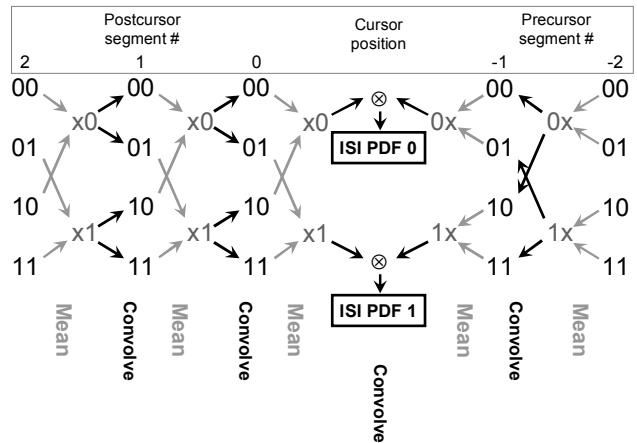 Postcursor segment #
Cursor position
Precursor segment #
2 1 0 -1 -2
00 00 00 ⊗ 00 00
x0 x0 x0 0x 0x
ISI PDF 0
01 01 01 01 01
10 10 10 10 10
x1 x1 x1 1x 1x
11 11 11 ⊗ 11 11
ISI PDF 1
Mean
Convolve
Mean
Convolve
Mean
Convolve
Mean
Convolve
Mean